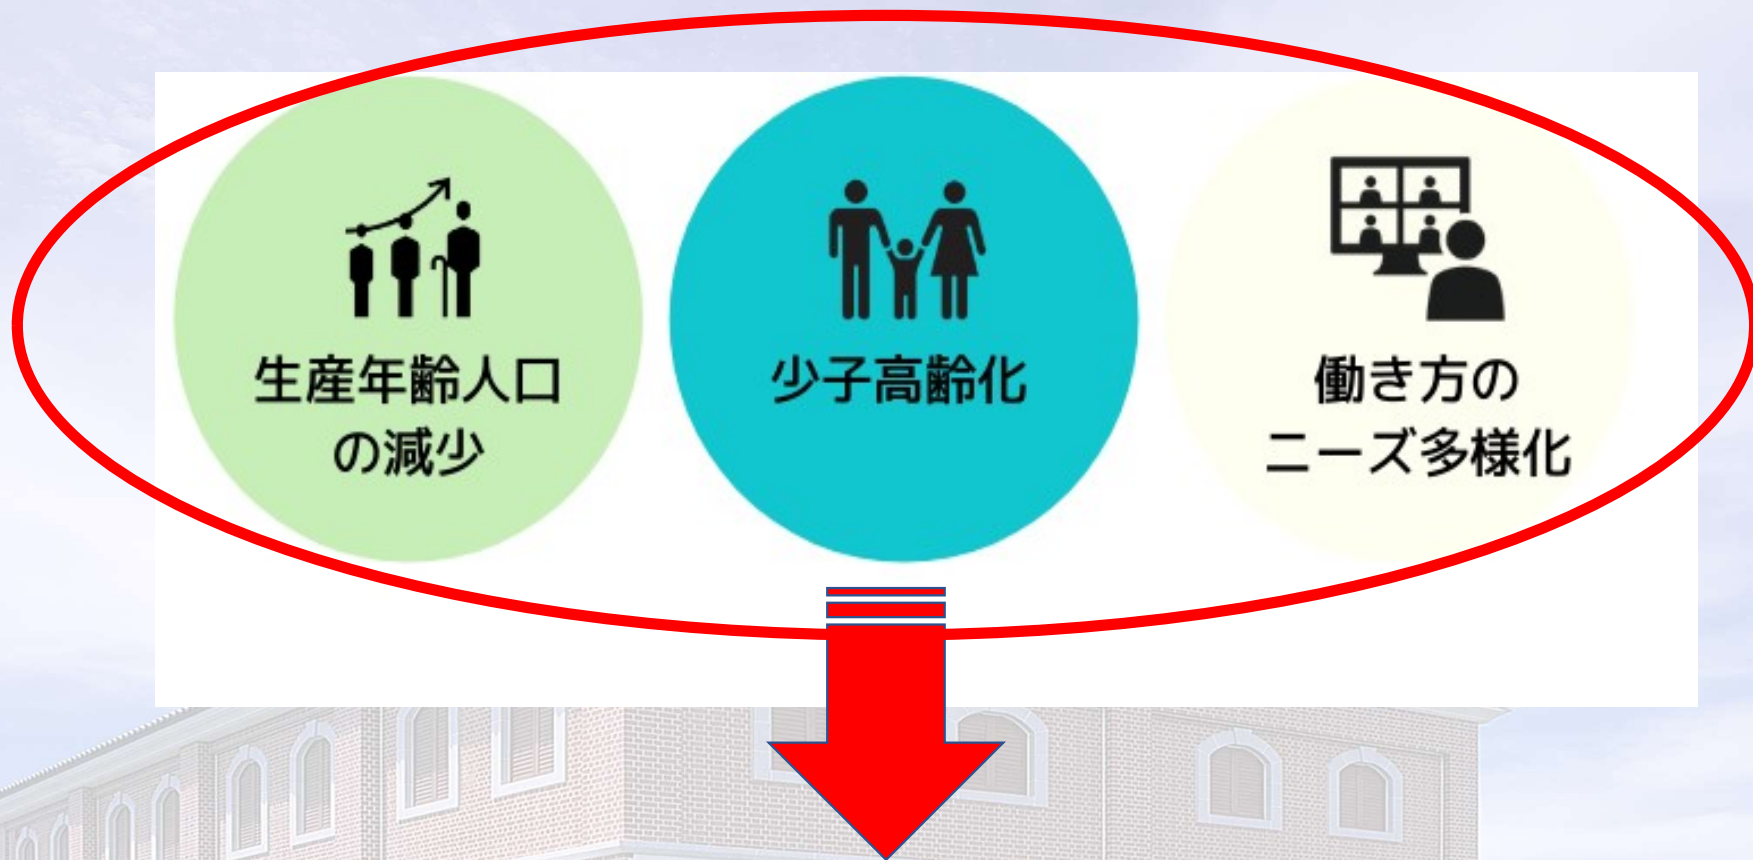 生産年齢人口
の減少
少子高齢化
働き方の
ニーズ多様化